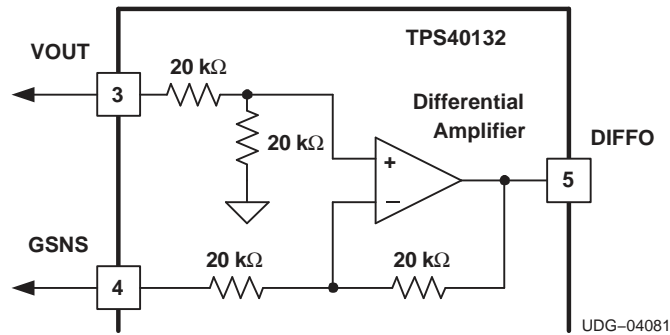 TPS40132
VOUT
3
20 kΩ
20 kΩ
Differential
Amplifier
DIFFO
5
+
−
GSNS
4
20 kΩ
20 kΩ
UDG−04081